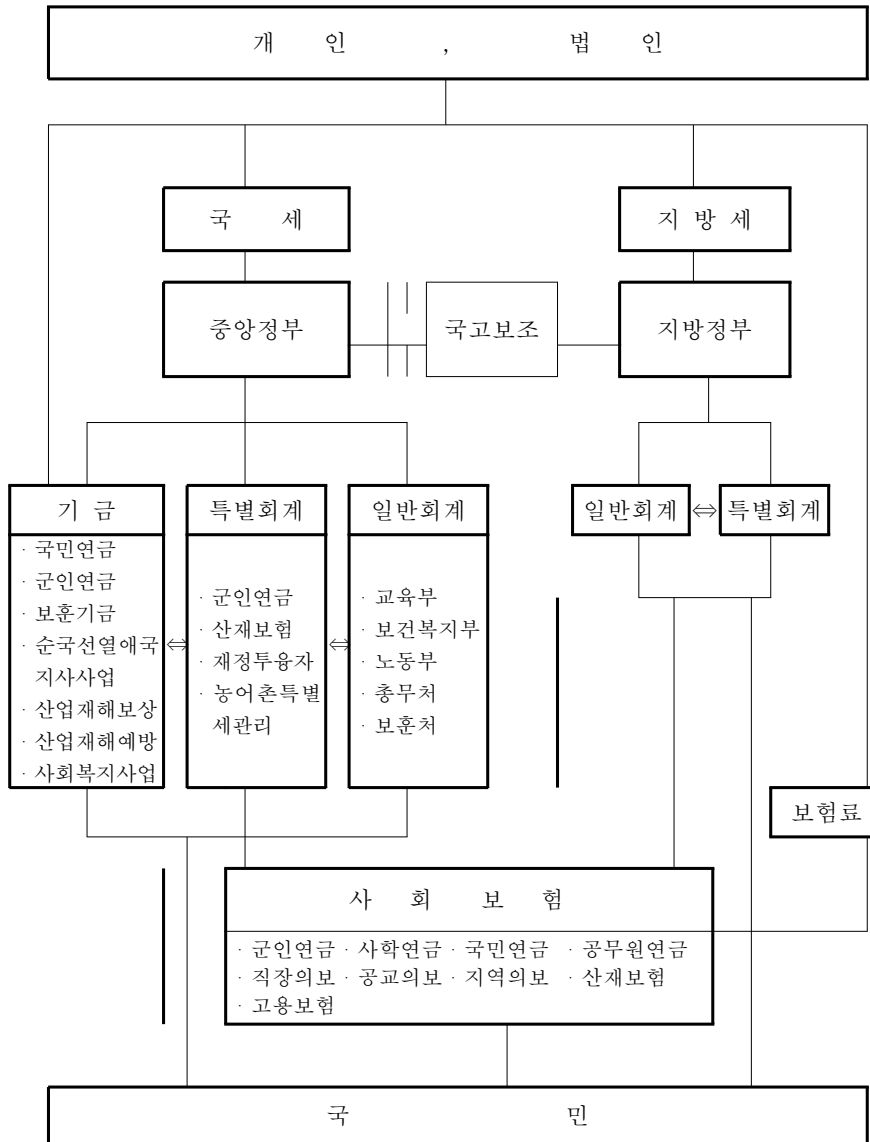 개 인 , 법 인
국 세
지 방 세
중앙정부
국고보조
지방정부
기 금
· 국민연금
· 군인연금
· 보훈기금
· 순국선열애국
지사사업
· 산업재해보상
· 산업재해예방
· 사회복지사업
⇔
특별회계
· 군인연금
· 산재보험
· 재정투융자
· 농어촌특별
세관리
⇔
일반회계
· 교육부
· 보건복지부
· 노동부
· 총무처
· 보훈처
일반회계 ⇔ 특별회계
보험료
사 회 보 험
· 군인연금 · 사학연금 · 국민연금 · 공무원연금
· 직장의보 · 공교의보 · 지역의보 · 산재보험
· 고용보험
국 민